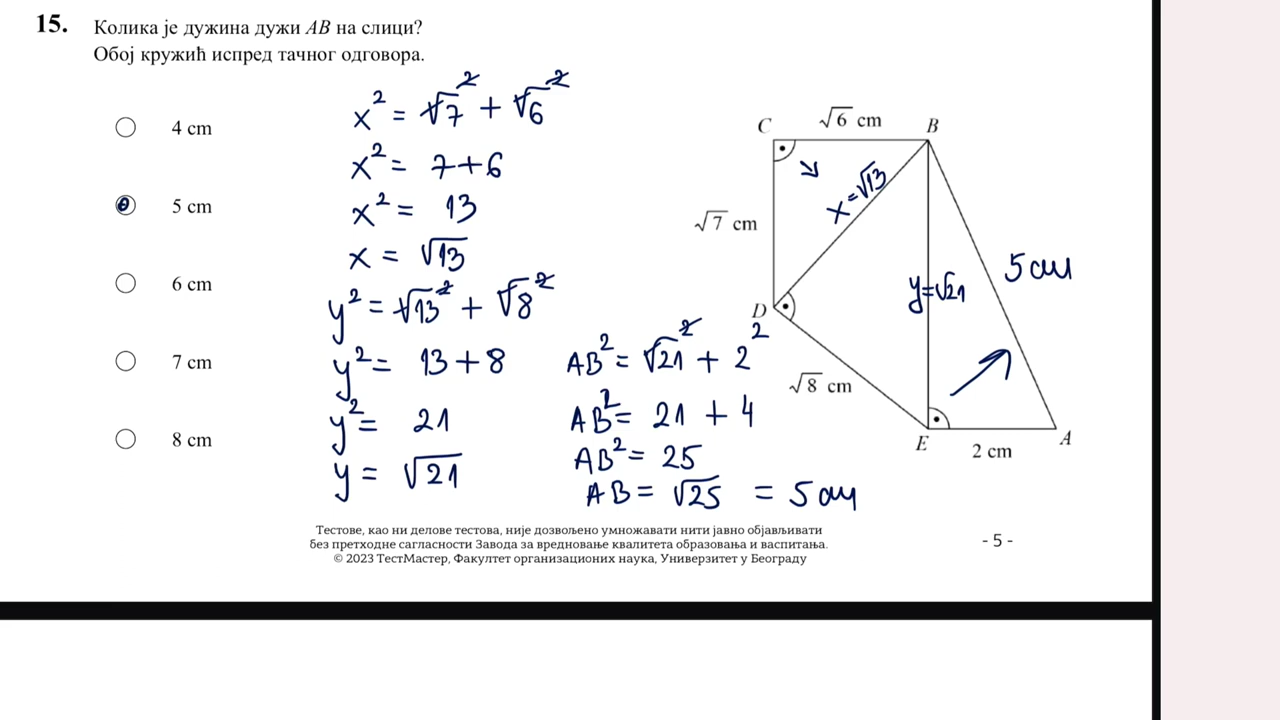 15. Колика је дужина дужи AB на слици?
Обој кружић испред тачног одговора.
4 cm
5 cm
6 cm
7 cm
8 cm
x² = √7² + √6²
x² = 7+6
x² = 13
x = √13
y² = √13² + √8²
y² = 13+8
y² = 21
y = √21
AB² = √21² + 2²
AB² = 21 + 4
AB² = 25
AB = √25 = 5 cm
C
√6 cm
B
√7 cm
x=√13
D
y=√21
5 cm
√8 cm
E
2 cm
A
Тестове, као ни делове тестова, није дозвољено умножавати нити јавно објављивати
без претходне сагласности Завода за вредновање квалитета образовања и васпитања.
© 2023 ТестМастер, Факултет организационих наука, Универзитет у Београду
- 5 -